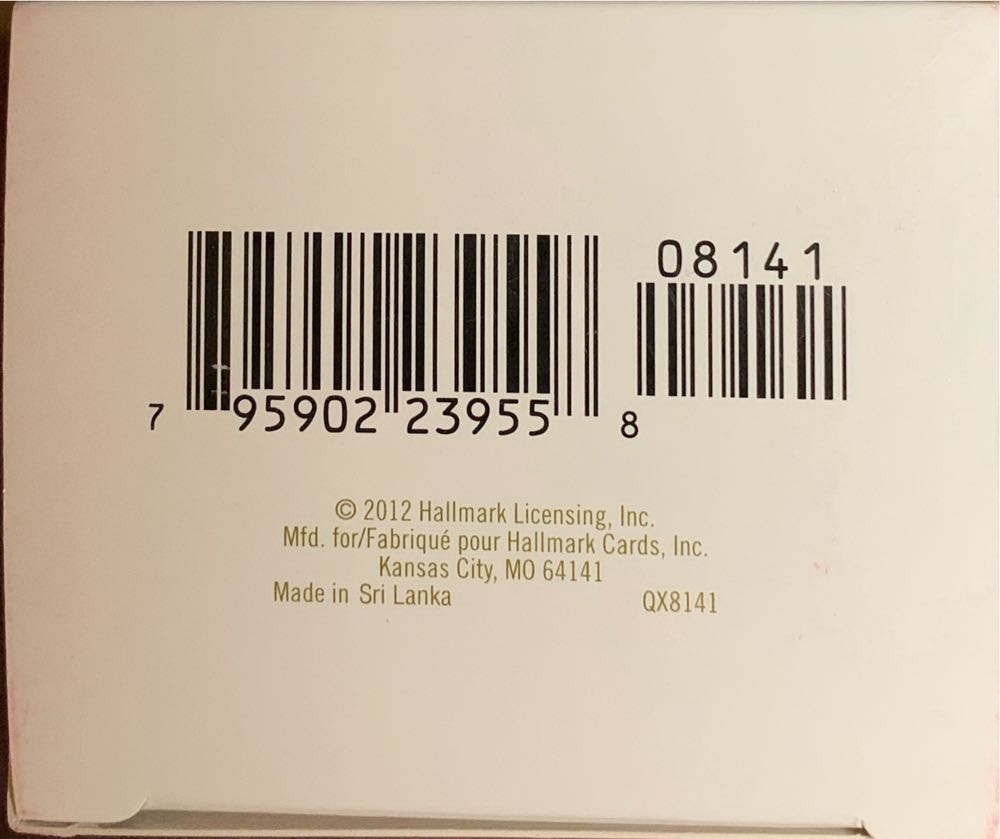 08141
7 95902 23955 8
© 2012 Hallmark Licensing, Inc.
Mfd. for/Fabriqué pour Hallmark Cards, Inc.
Kansas City, MO 64141
Made in Sri Lanka QX8141